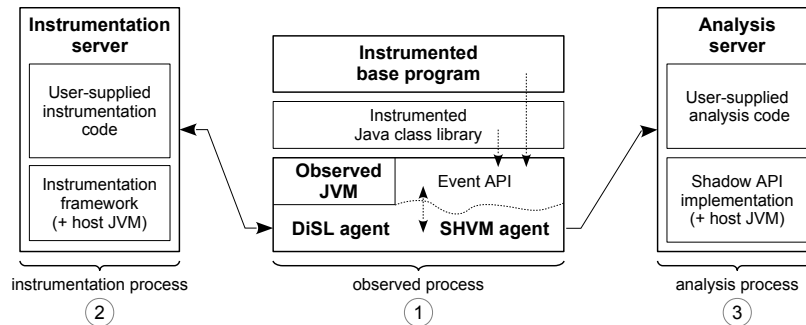 Instrumentation
server
User-supplied
instrumentation
code
Instrumentation
framework
(+ host JVM)
instrumentation process
2
Instrumented
base program
Instrumented
Java class library
Observed
JVM
Event API
DiSL agent
SHVM agent
observed process
1
Analysis
server
User-supplied
analysis code
Shadow API
implementation
(+ host JVM)
analysis process
3